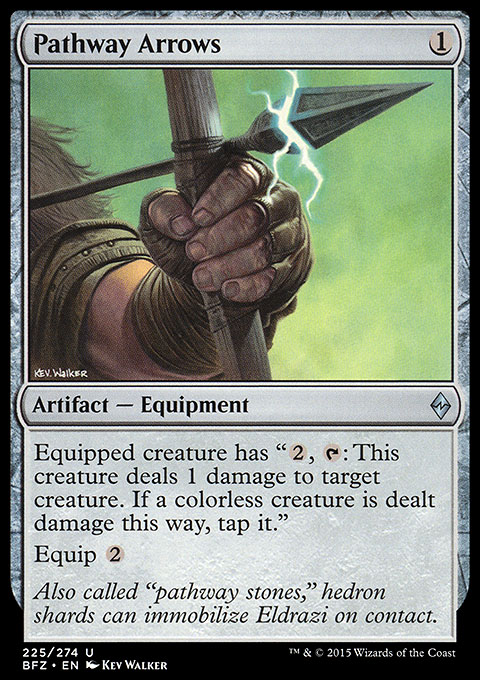 Pathway Arrows 1
KEV. WALKER
Artifact — Equipment
Equipped creature has “2, T: This
creature deals 1 damage to target
creature. If a colorless creature is dealt
damage this way, tap it.”
Equip 2
Also called “pathway stones,” hedron
shards can immobilize Eldrazi on contact.
225/274 U
BFZ • EN Kev Walker
™ & © 2015 Wizards of the Coast